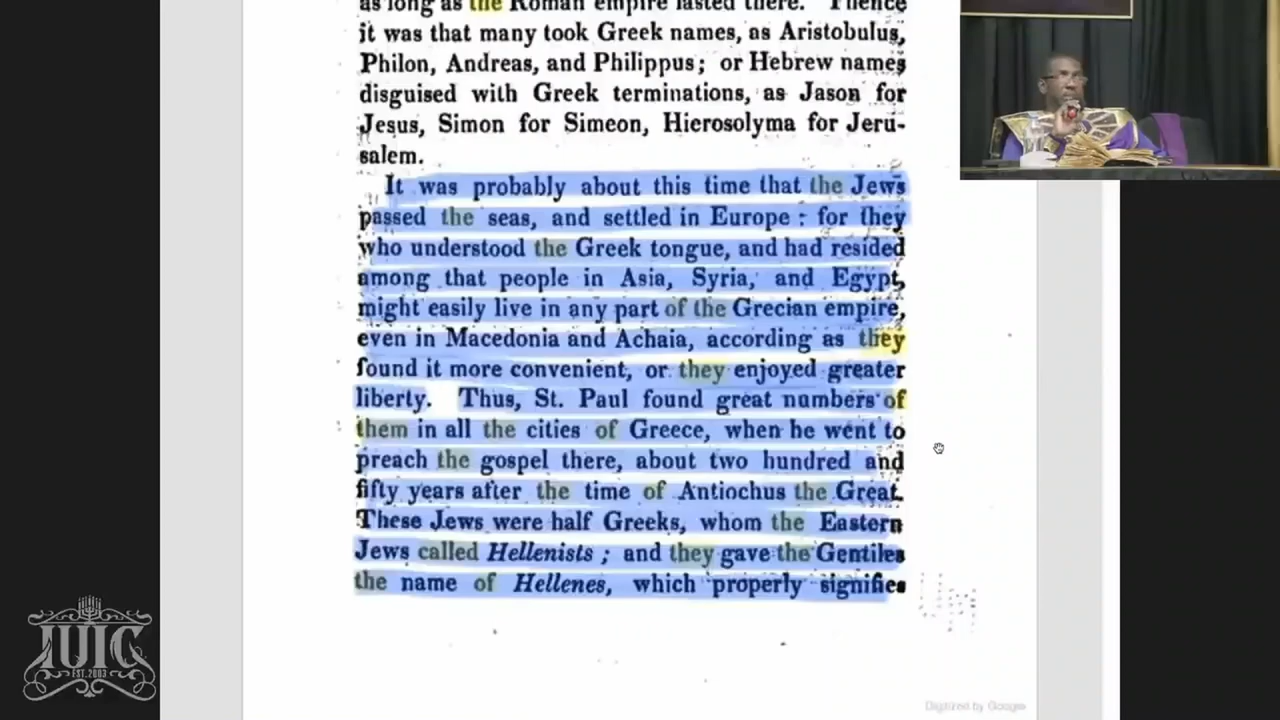 as long as the Roman empire lasted there. Thence
it was that many took Greek names, as Aristobulus,
Philon, Andreas, and Philippus; or Hebrew names
disguised with Greek terminations, as Jason for
Jesus, Simon for Simeon, Hierosolyma for Jeru-
salem.
It was probably about this time that the Jews
passed the seas, and settled in Europe: for they
who understood the Greek tongue, and had resided
among that people in Asia, Syria, and Egypt,
might easily live in any part of the Grecian empire,
even in Macedonia and Achaia, according as they
found it more convenient, or they enjoyed greater
liberty. Thus, St. Paul found great numbers of
them in all the cities of Greece, when he went to
preach the gospel there, about two hundred and
fifty years after the time of Antiochus the Great.
These Jews were half Greeks, whom the Eastern
Jews called Hellenists; and they gave the Gentiles
the name of Hellenes, which properly signifies
Digitized by Google
IUIC
EST. 2003